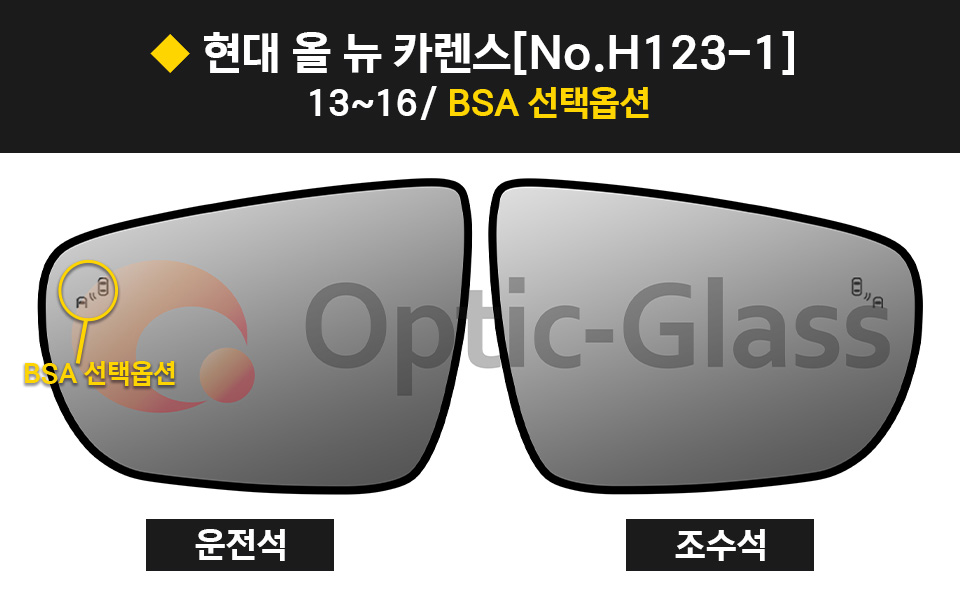 ◆ 현대 올 뉴 카렌스[No.H123-1]
13~16/ BSA 선택옵션
Optic-Glass
BSA 선택옵션
운전석
조수석